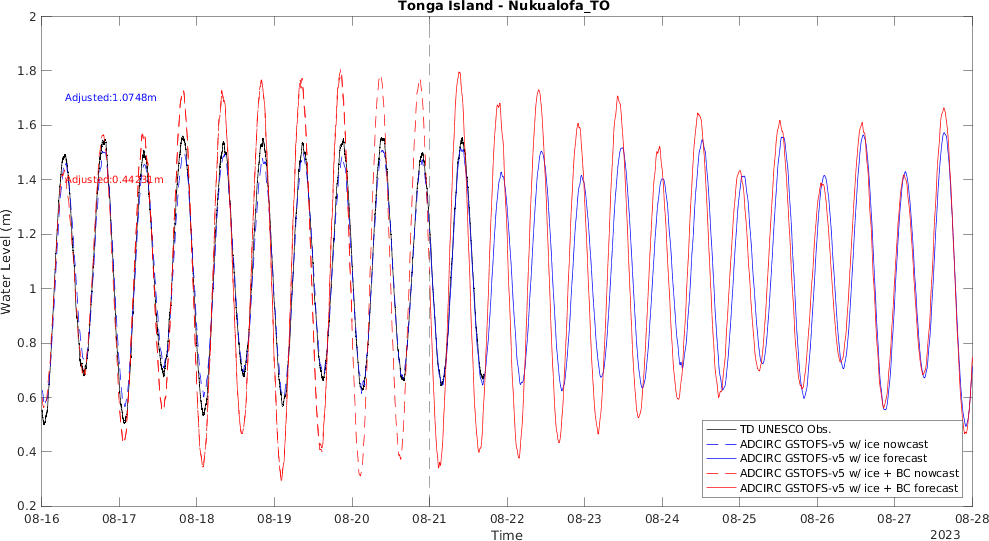 Tonga Island - Nukualofa_TO
2
1.8
Adjusted:1.0748m
1.6
1.4
Adjusted:0.44231m
1.2
Water Level (m)
1
0.8
0.6
TD UNESCO Obs.
ADCIRC GSTOFS-v5 w/ ice nowcast
0.4
ADCIRC GSTOFS-v5 w/ ice forecast
ADCIRC GSTOFS-v5 w/ ice + BC nowcast
ADCIRC GSTOFS-v5 w/ ice + BC forecast
0.2
08-16 08-17 08-18 08-19 08-20 08-21 08-22 08-23 08-24 08-25 08-26 08-27 08-28
Time
2023